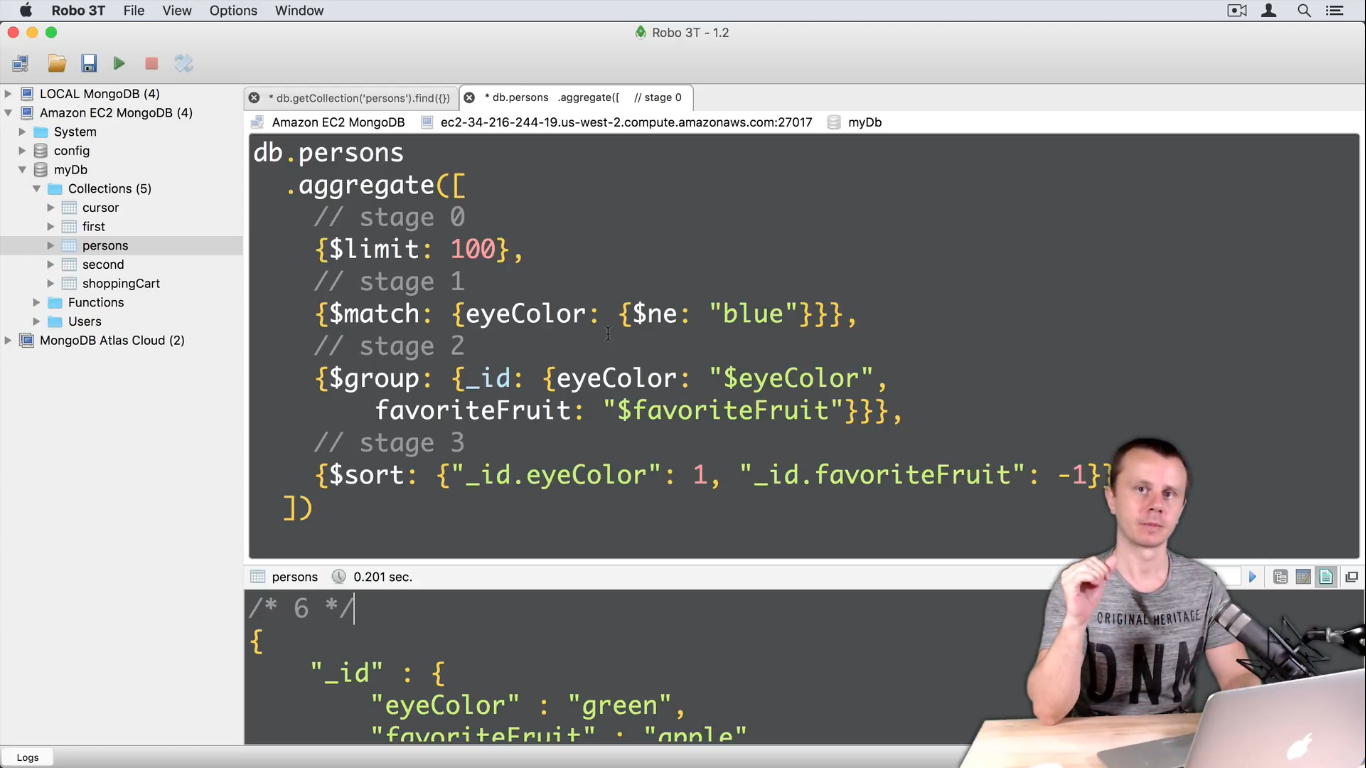 Robo 3T File View Options Window
Robo 3T - 1.2
LOCAL MongoDB (4)
Amazon EC2 MongoDB (4)
System
config
myDb
Collections (5)
cursor
first
persons
second
shoppingCart
Functions
Users
MongoDB Atlas Cloud (2)
* db.getCollection('persons').find({})
* db.persons .aggregate([ // stage 0
Amazon EC2 MongoDB ec2-34-216-244-19.us-west-2.compute.amazonaws.com:27017 myDb
db.persons
.aggregate([
// stage 0
{$limit: 100},
// stage 1
{$match: {eyeColor: {$ne: "blue"}}},
// stage 2
{$group: {_id: {eyeColor: "$eyeColor",
favoriteFruit: "$favoriteFruit"}}},
// stage 3
{$sort: {"_id.eyeColor": 1, "_id.favoriteFruit": -1}}
])
persons 0.201 sec.
/* 6 */
{
"_id" : {
"eyeColor" : "green",
"favoriteFruit" : "apple"
Logs
ORIGINAL HERITAGE
DNM